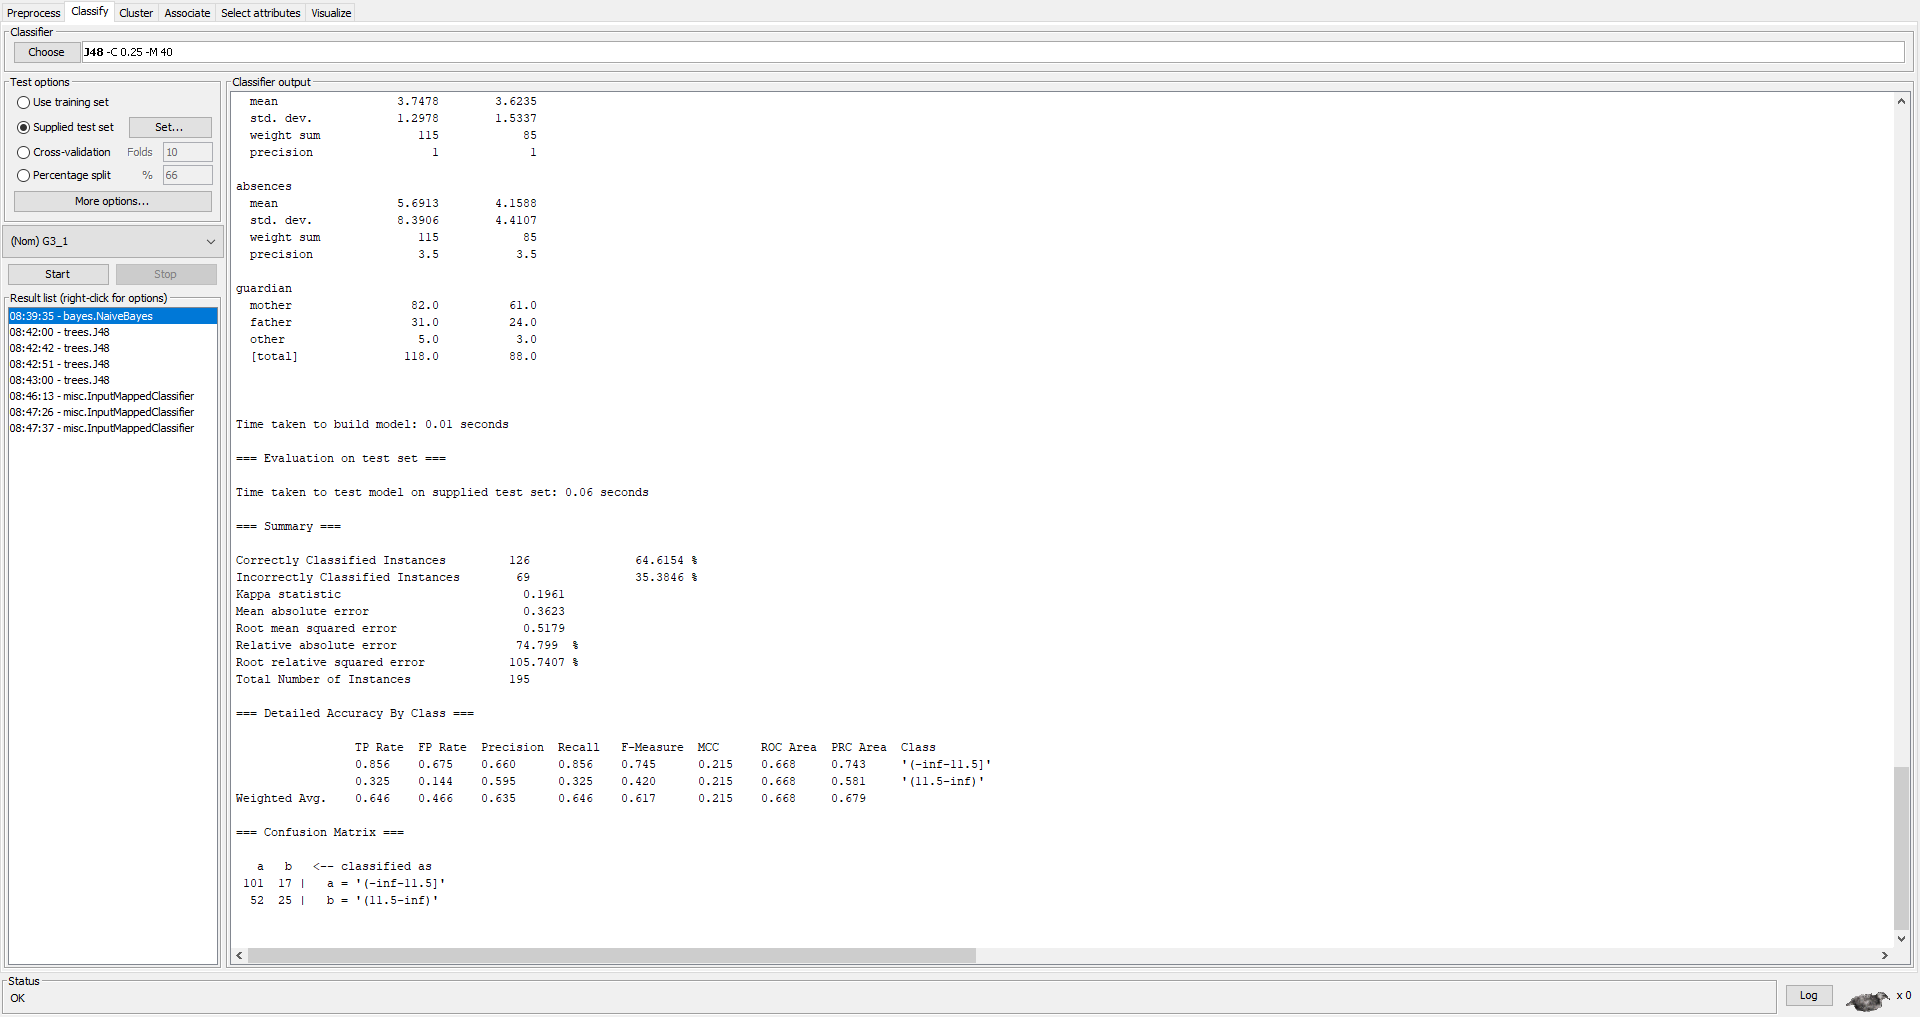 Preprocess Classify Cluster Associate Select attributes Visualize
Classifier
Choose J48 -C 0.25 -M 40
Test options
Use training set
Supplied test set Set...
Cross-validation Folds 10
Percentage split % 66
More options...
(Nom) G3_1
Start Stop
Result list (right-click for options)
08:39:35 - bayes.NaiveBayes
08:42:00 - trees.J48
08:42:42 - trees.J48
08:42:51 - trees.J48
08:43:00 - trees.J48
08:46:13 - misc.InputMappedClassifier
08:47:26 - misc.InputMappedClassifier
08:47:37 - misc.InputMappedClassifier
Classifier output
mean 3.7478 3.6235
std. dev. 1.2978 1.5337
weight sum 115 85
precision 1 1
absences
mean 5.6913 4.1588
std. dev. 8.3906 4.4107
weight sum 115 85
precision 3.5 3.5
guardian
mother 82.0 61.0
father 31.0 24.0
other 5.0 3.0
[total] 118.0 88.0
Time taken to build model: 0.01 seconds
=== Evaluation on test set ===
Time taken to test model on supplied test set: 0.06 seconds
=== Summary ===
Correctly Classified Instances 126 64.6154 %
Incorrectly Classified Instances 69 35.3846 %
Kappa statistic 0.1961
Mean absolute error 0.3623
Root mean squared error 0.5179
Relative absolute error 74.799 %
Root relative squared error 105.7407 %
Total Number of Instances 195
=== Detailed Accuracy By Class ===
TP Rate FP Rate Precision Recall F-Measure MCC ROC Area PRC Area Class
0.856 0.675 0.660 0.856 0.745 0.215 0.668 0.743 '(-inf-11.5]'
0.325 0.144 0.595 0.325 0.420 0.215 0.668 0.581 '(11.5-inf)'
Weighted Avg. 0.646 0.466 0.635 0.646 0.617 0.215 0.668 0.679
=== Confusion Matrix ===
a b <-- classified as
101 17 | a = '(-inf-11.5]'
52 25 | b = '(11.5-inf)'
Status
OK
Log x 0